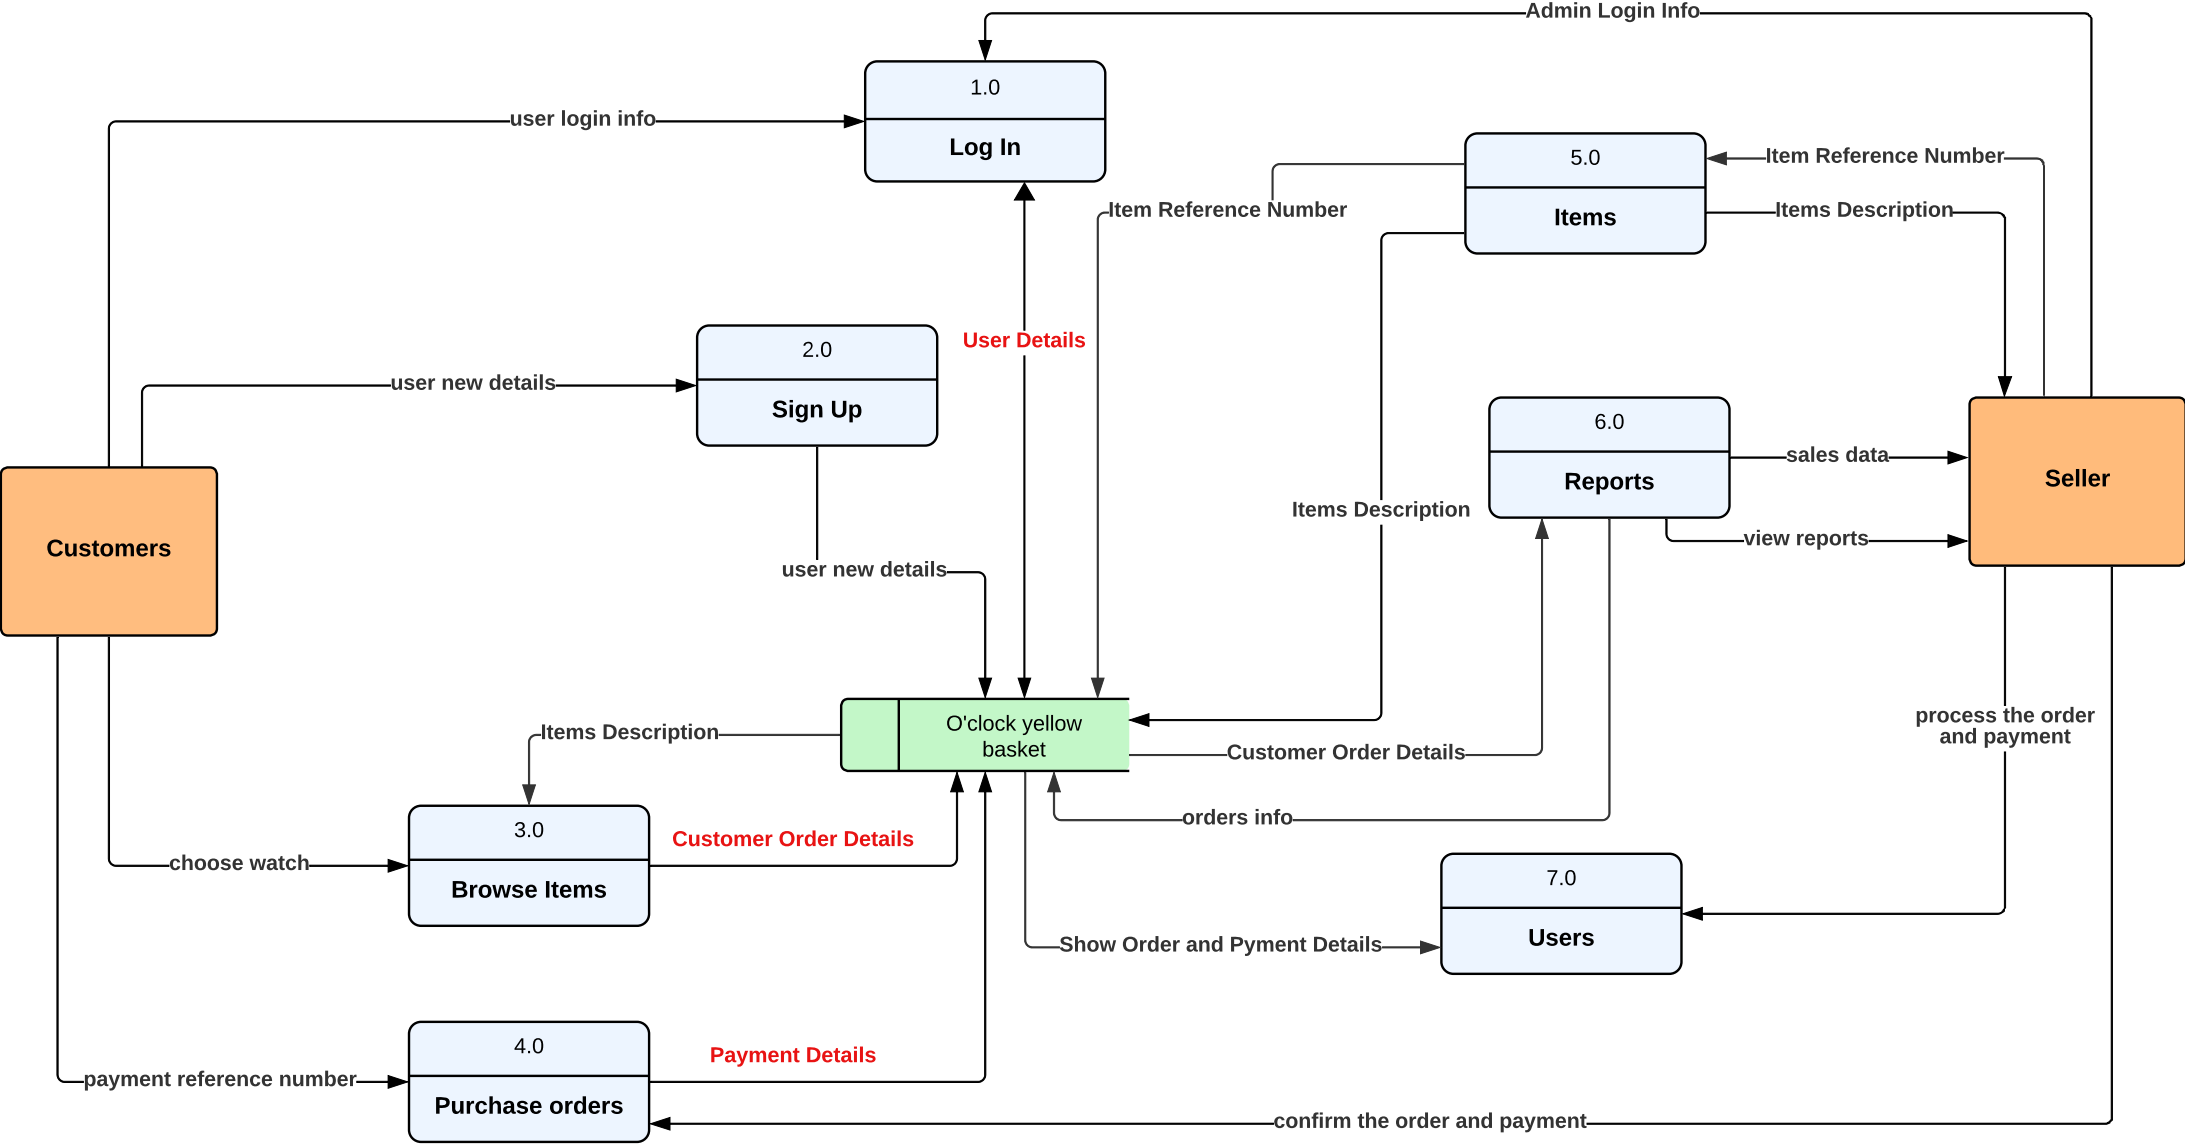 Admin Login Info
1.0
Log In
user login info
5.0
Items
Item Reference Number
Items Description
Item Reference Number
User Details
2.0
Sign Up
user new details
6.0
Reports
sales data
view reports
Seller
Customers
Items Description
user new details
O'clock yellow
basket
Items Description
Customer Order Details
process the order
and payment
orders info
3.0
Browse Items
Customer Order Details
choose watch
7.0
Users
Show Order and Pyment Details
4.0
Purchase orders
Payment Details
payment reference number
confirm the order and payment